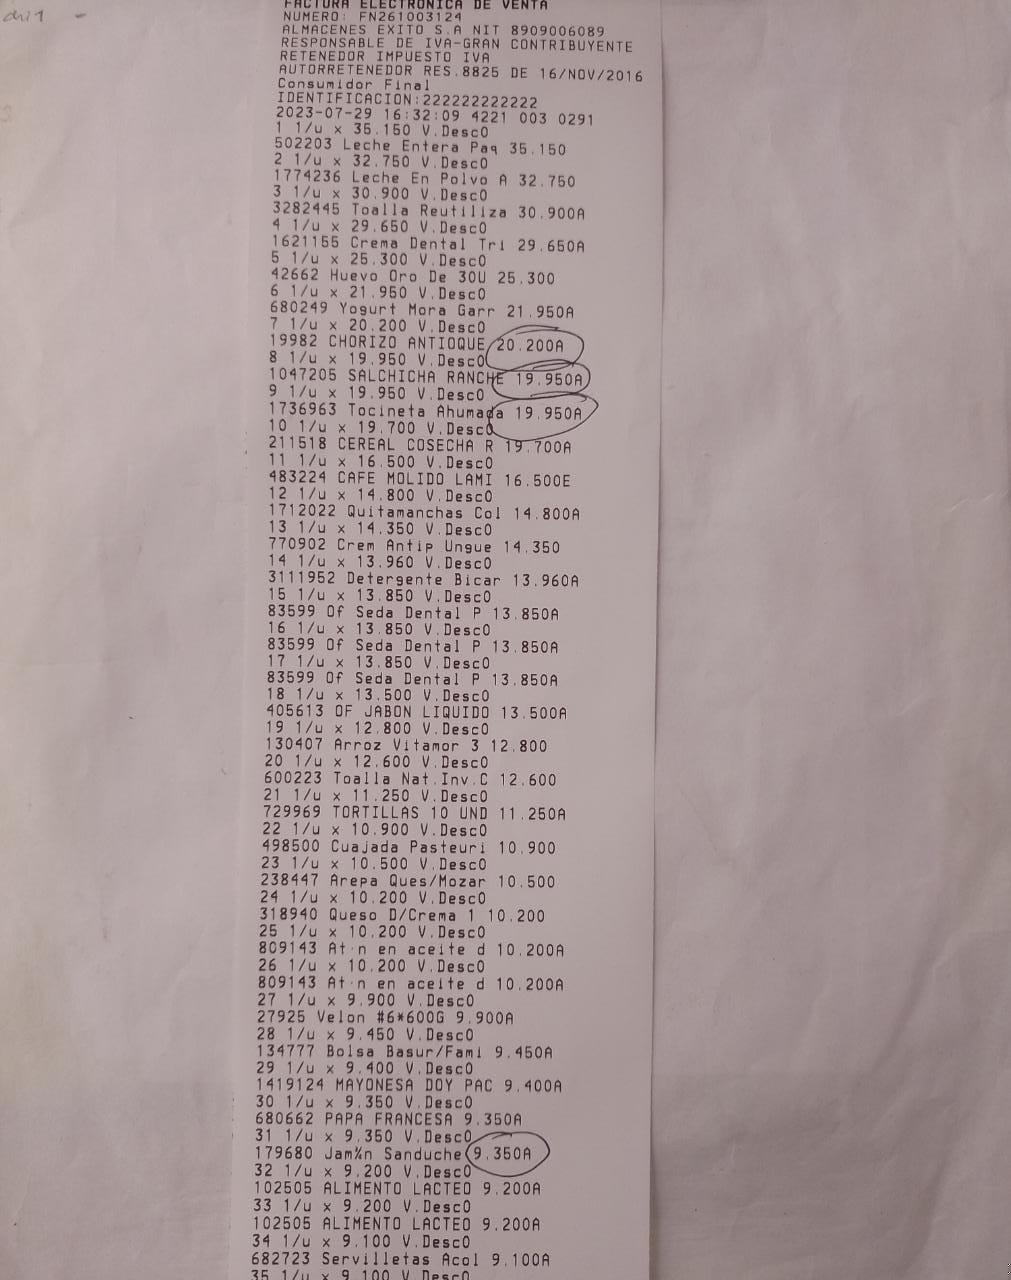 FACTURA ELECTRONICA DE VENTA
NUMERO: FN261003124
ALMACENES EXITO S.A NIT 8909006089
RESPONSABLE DE IVA-GRAN CONTRIBUYENTE
RETENEDOR IMPUESTO IVA
AUTORRETENEDOR RES.8825 DE 16/NOV/2016
Consumidor Final
IDENTIFICACION:222222222222
2023-07-29 16:32:09 4221 003 0291
1 1/u x 35.150 V.Desc0
502203 Leche Entera Paq 35.150
2 1/u x 32.750 V.Desc0
1774236 Leche En Polvo A 32.750
3 1/u x 30.900 V.Desc0
3282445 Toalla Reutiliza 30.900A
4 1/u x 29.650 V.Desc0
1621155 Crema Dental Tri 29.650A
5 1/u x 25.300 V.Desc0
42662 Huevo Oro De 30U 25.300
6 1/u x 21.950 V.Desc0
680249 Yogurt Mora Garr 21.950A
7 1/u x 20.200 V.Desc0
19982 CHORIZO ANTIOQUE 20.200A
8 1/u x 19.950 V.Desc0
1047205 SALCHICHA RANCHE 19.950A
9 1/u x 19.950 V.Desc0
1736963 Tocineta Ahumada 19.950A
10 1/u x 19.700 V.Desc0
211518 CEREAL COSECHA R 19.700A
11 1/u x 16.500 V.Desc0
483224 CAFE MOLIDO LAMI 16.500E
12 1/u x 14.800 V.Desc0
1712022 Quitamanchas Col 14.800A
13 1/u x 14.350 V.Desc0
770902 Crem Antip Ungue 14.350
14 1/u x 13.960 V.Desc0
3111952 Detergente Bicar 13.960A
15 1/u x 13.850 V.Desc0
83599 Of Seda Dental P 13.850A
16 1/u x 13.850 V.Desc0
83599 Of Seda Dental P 13.850A
17 1/u x 13.850 V.Desc0
83599 Of Seda Dental P 13.850A
18 1/u x 13.500 V.Desc0
405613 OF JABON LIQUIDO 13.500A
19 1/u x 12.800 V.Desc0
130407 Arroz Vitamor 3 12.800
20 1/u x 12.600 V.Desc0
600223 Toalla Nat.Inv.C 12.600
21 1/u x 11.250 V.Desc0
729969 TORTILLAS 10 UND 11.250A
22 1/u x 10.900 V.Desc0
498500 Cuajada Pasteuri 10.900
23 1/u x 10.500 V.Desc0
238447 Arepa Ques/Mozar 10.500
24 1/u x 10.200 V.Desc0
318940 Queso D/Crema 1 10.200
25 1/u x 10.200 V.Desc0
809143 At·n en aceite d 10.200A
26 1/u x 10.200 V.Desc0
809143 At·n en aceite d 10.200A
27 1/u x 9.900 V.Desc0
27925 Velon #6*600G 9.900A
28 1/u x 9.450 V.Desc0
134777 Bolsa Basur/Fami 9.450A
29 1/u x 9.400 V.Desc0
1419124 MAYONESA DOY PAC 9.400A
30 1/u x 9.350 V.Desc0
680662 PAPA FRANCESA 9.350A
31 1/u x 9.350 V.Desc0
179680 Jam%n Sanduche 9.350A
32 1/u x 9.200 V.Desc0
102505 ALIMENTO LACTEO 9.200A
33 1/u x 9.200 V.Desc0
102505 ALIMENTO LACTEO 9.200A
34 1/u x 9.100 V.Desc0
682723 Servilletas Acol 9.100A
35 1/u x 9.100 V.Desc0